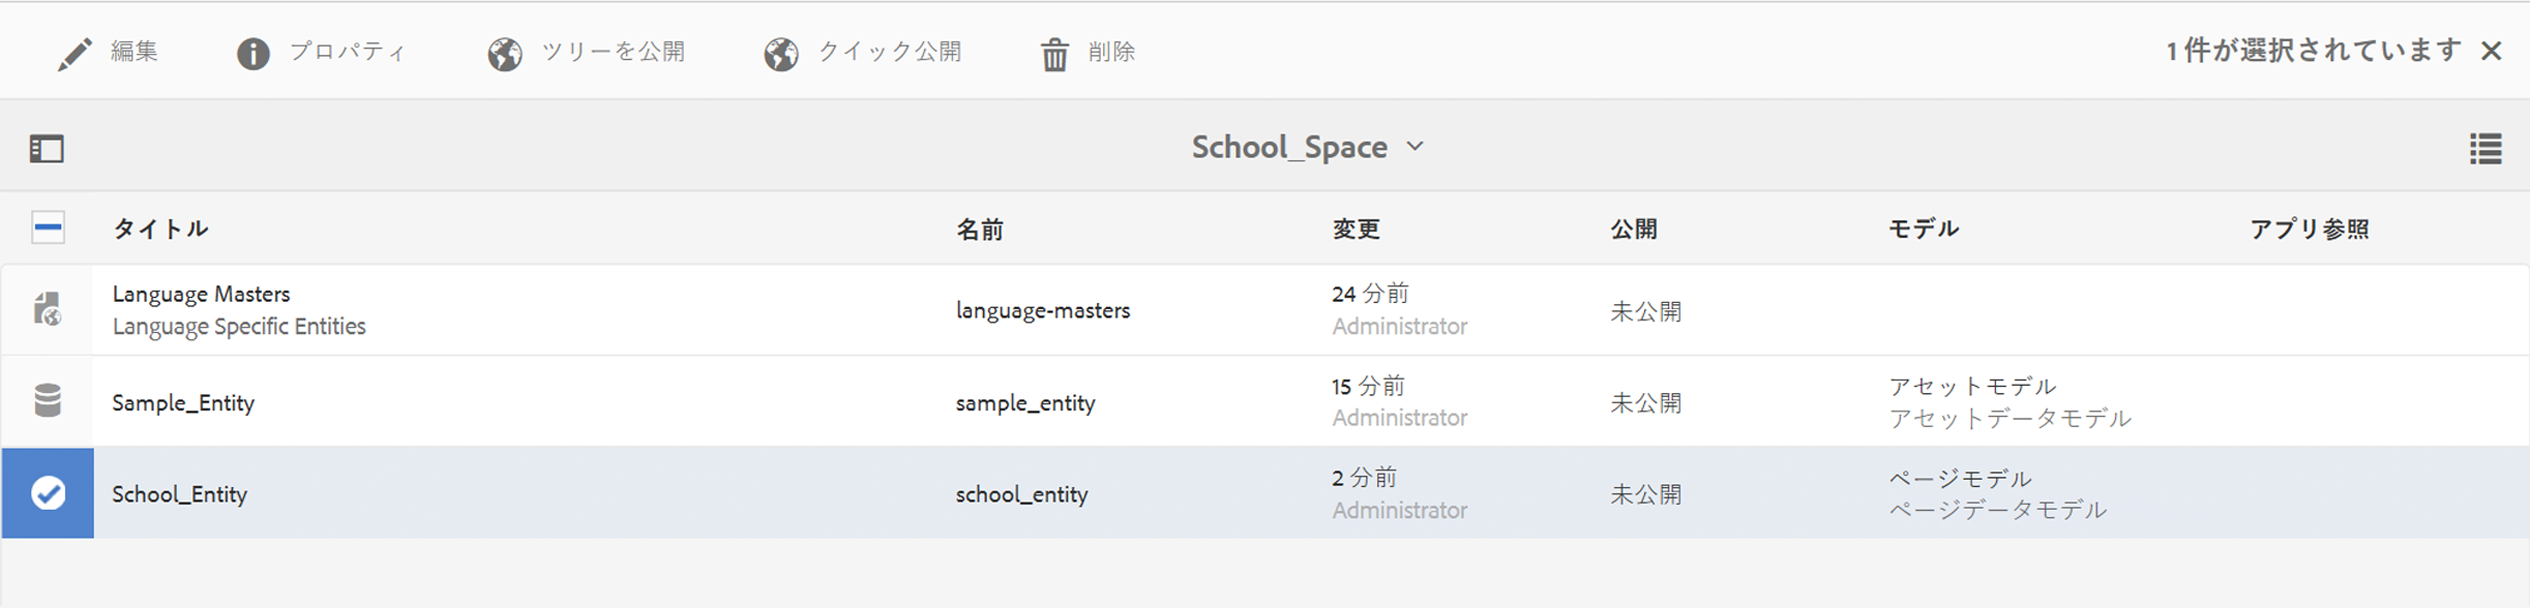 編集 プロパティ ツリーを公開 クイック公開 削除 1 件が選択されています
School_Space
タイトル 名前 変更 公開 モデル アプリ参照
Language Masters
Language Specific Entities
language-masters
24 分前
Administrator
未公開
Sample_Entity
sample_entity
15 分前
Administrator
未公開
アセットモデル
アセットデータモデル
School_Entity
school_entity
2 分前
Administrator
未公開
ページモデル
ページデータモデル